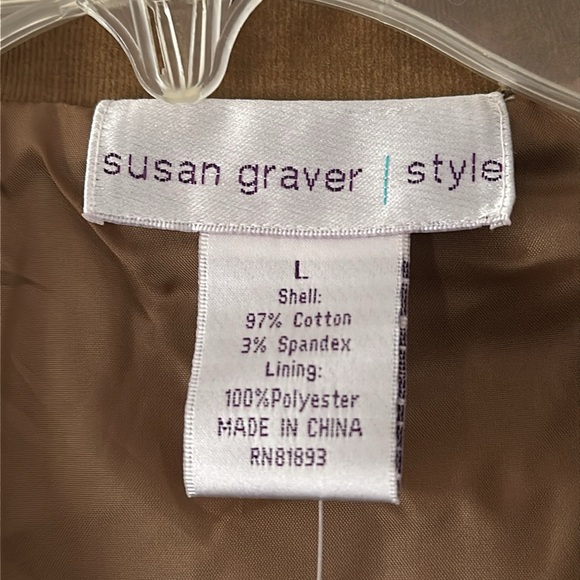 susan graver | style
L
Shell:
97% Cotton
3% Spandex
Lining:
100%Polyester
MADE IN CHINA
RN81893